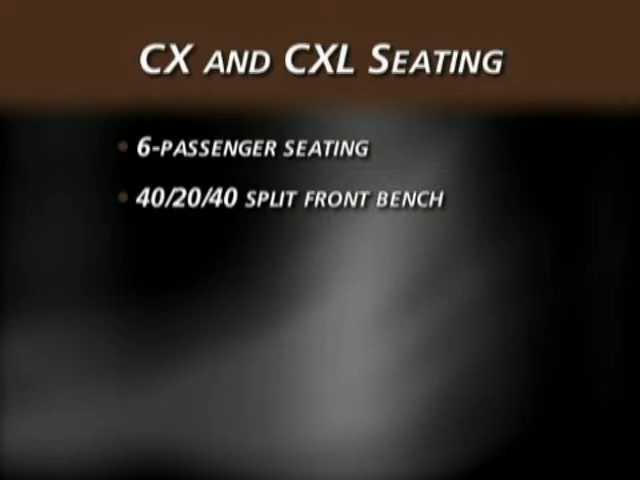 CX AND CXL SEATING
• 6-PASSENGER SEATING
• 40/20/40 SPLIT FRONT BENCH